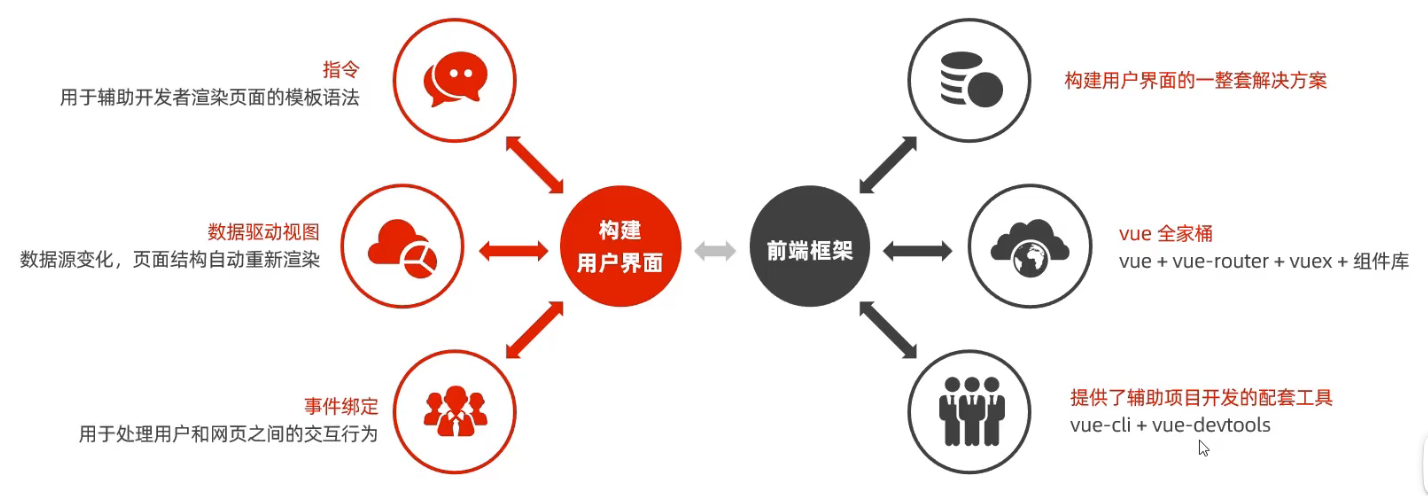 指令
用于辅助开发者渲染页面的模板语法
数据驱动视图
数据源变化，页面结构自动重新渲染
事件绑定
用于处理用户和网页之间的交互行为
构建
用户界面
前端框架
构建用户界面的一整套解决方案
vue 全家桶
vue + vue-router + vuex + 组件库
提供了辅助项目开发的配套工具
vue-cli + vue-devtools